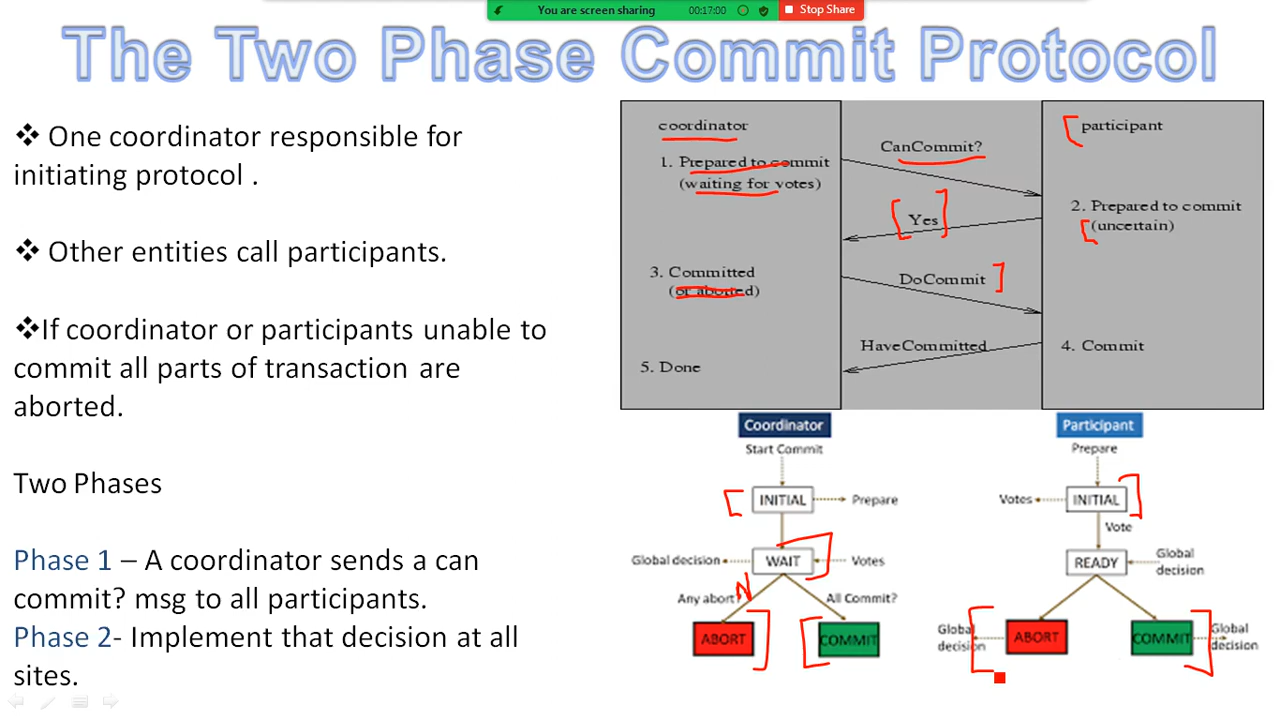 You are screen sharing
00:17:00
Stop Share
The Two Phase Commit Protocol
❖ One coordinator responsible for
initiating protocol .
❖ Other entities call participants.
❖If coordinator or participants unable to
commit all parts of transaction are
aborted.
Two Phases
Phase 1 – A coordinator sends a can
commit? msg to all participants.
Phase 2- Implement that decision at all
sites.
coordinator
1. Prepared to commit
(waiting for votes)
3. Committed
(or aborted)
5. Done
CanCommit?
Yes
DoCommit
HaveCommitted
participant
2. Prepared to commit
(uncertain)
4. Commit
Coordinator
Start Commit
INITIAL
Prepare
Global decision
WAIT
Votes
Any abort?
N
All Commit?
ABORT
COMMIT
Participant
Prepare
Votes
INITIAL
Vote
READY
Global
decision
Global
decision
ABORT
COMMIT
Global
decision